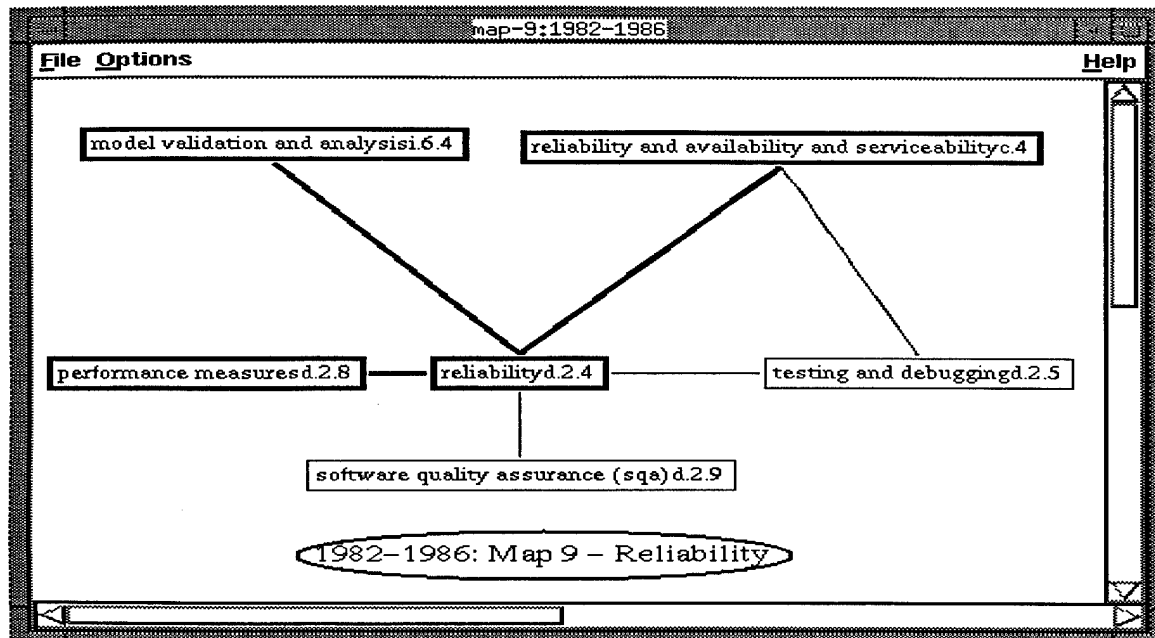 map-9:1982-1986
File Options Help
model validation and analysisi.6.4
reliability and availability and serviceabilityc.4
performance measuresd.2.8
reliabilityd.2.4
testing and debuggingd.2.5
software quality assurance (sqa)d.2.9
1982-1986: Map 9 - Reliability